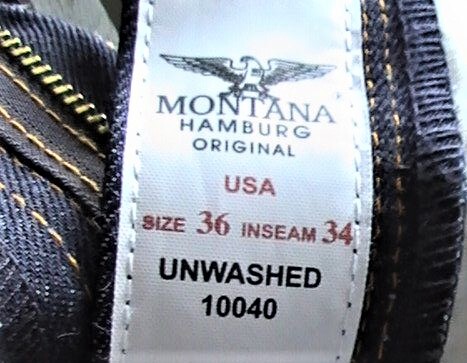 MONTANA
HAMBURG
ORIGINAL
USA
SIZE 36 INSEAM 34
UNWASHED
10040